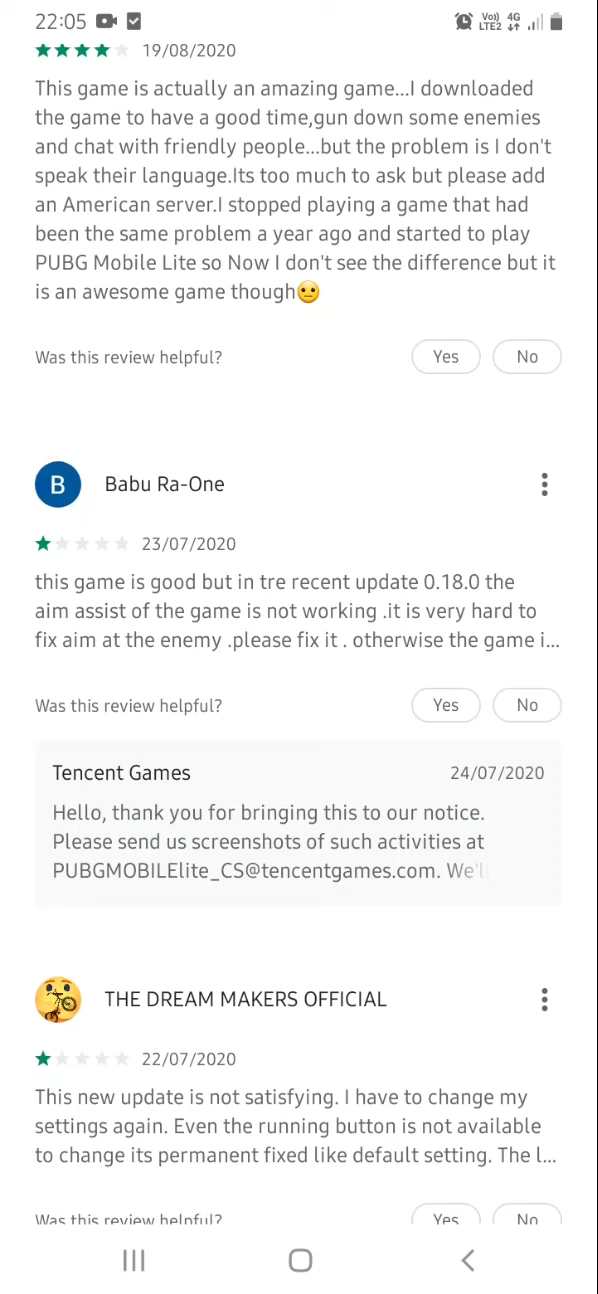 22:05
Vo)) LTE2 4G
19/08/2020
This game is actually an amazing game...I downloaded
the game to have a good time,gun down some enemies
and chat with friendly people...but the problem is I don't
speak their language.Its too much to ask but please add
an American server.I stopped playing a game that had
been the same problem a year ago and started to play
PUBG Mobile Lite so Now I don't see the difference but it
is an awesome game though😐
Was this review helpful? Yes No
B Babu Ra-One
23/07/2020
this game is good but in tre recent update 0.18.0 the
aim assist of the game is not working .it is very hard to
fix aim at the enemy .please fix it . otherwise the game i...
Was this review helpful? Yes No
Tencent Games 24/07/2020
Hello, thank you for bringing this to our notice.
Please send us screenshots of such activities at
PUBGMOBILElite_CS@tencentgames.com. We'll
THE DREAM MAKERS OFFICIAL
22/07/2020
This new update is not satisfying. I have to change my
settings again. Even the running button is not available
to change its permanent fixed like default setting. The l...
Was this review helpful? Yes No